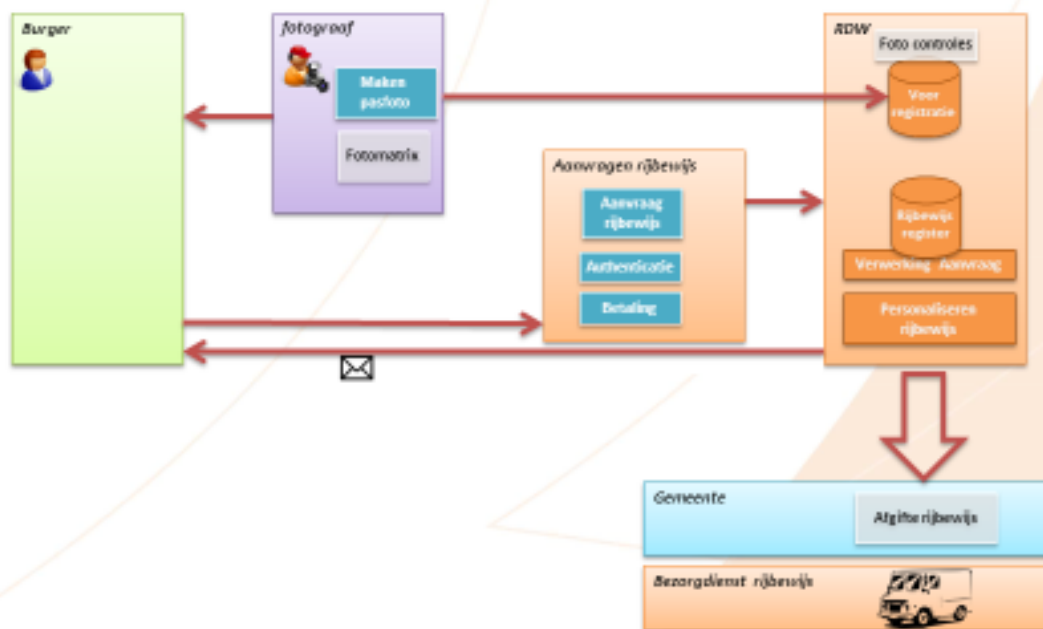 Burger
fotograaf
Maken
pasfoto
Fotomatrix
RDW
Foto controles
Voor
registratie
Aanvragen rijbewijs
Aanvraag
rijbewijs
Authenticatie
Betaling
Rijbewijs
register
Verwerking Aanvraag
Personaliseren
rijbewijs
Gemeente
Afgifte rijbewijs
Bezorgdienst rijbewijs